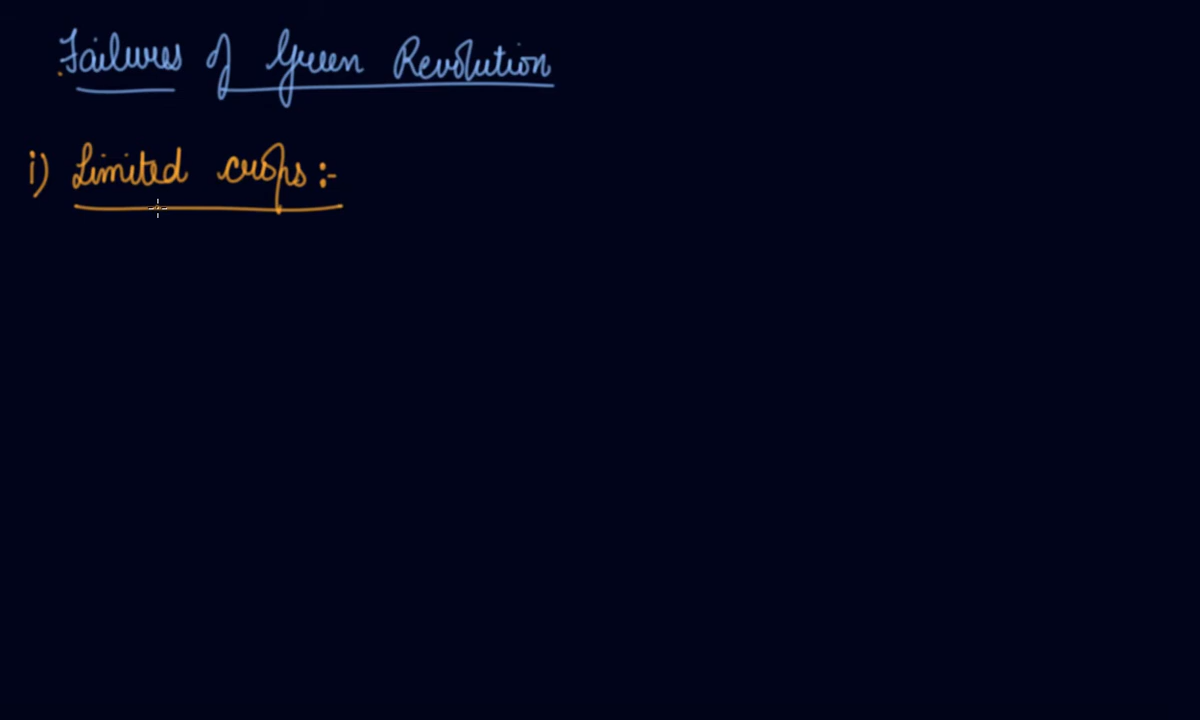 Failures of Green Revolution
i) Limited crops :-